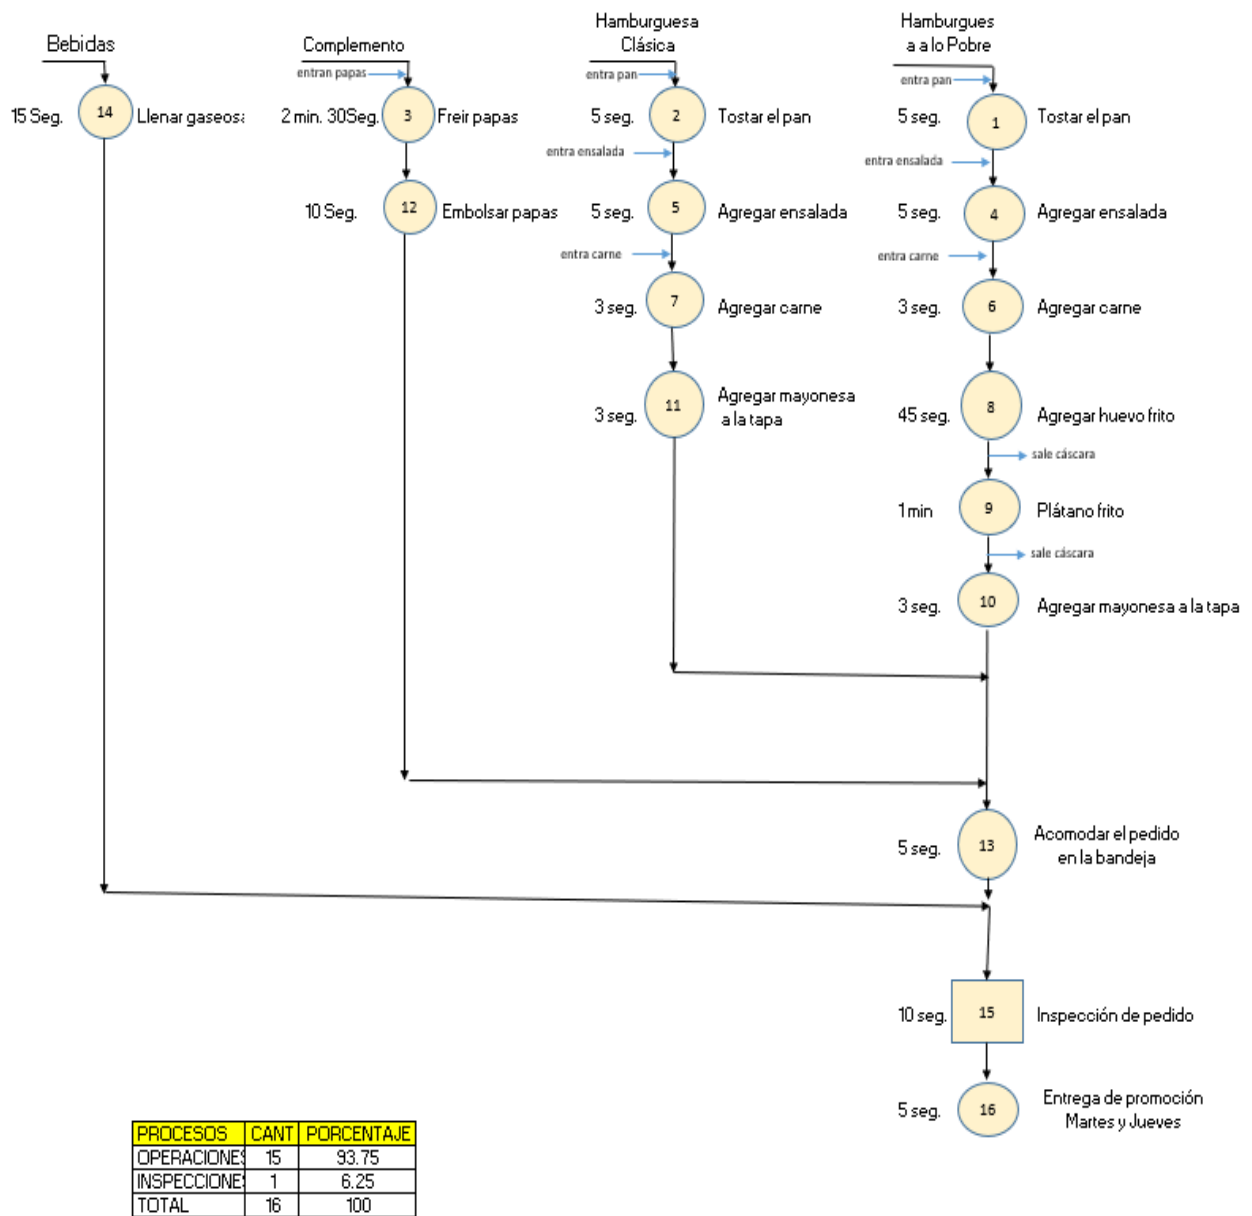 Bebidas
Complemento
Hamburguesa
Clásica
Hamburgues
a a lo Pobre
entran papas
entra pan
entra pan
15 Seg.
14
Llenar gaseosa
2 min. 30Seg.
3
Freir papas
5 seg.
2
Tostar el pan
5 seg.
1
Tostar el pan
entra ensalada
entra ensalada
10 Seg.
12
Embolsar papas
5 seg.
5
Agregar ensalada
5 seg.
4
Agregar ensalada
entra carne
entra carne
3 seg.
7
Agregar carne
3 seg.
6
Agregar carne
3 seg.
11
Agregar mayonesa
a la tapa
45 seg.
8
Agregar huevo frito
sale cáscara
1 min
9
Plátano frito
sale cáscara
3 seg.
10
Agregar mayonesa a la tapa
5 seg.
13
Acomodar el pedido
en la bandeja
10 seg.
15
Inspección de pedido
5 seg.
16
Entrega de promoción
Martes y Jueves
PROCESOS CANT PORCENTAJE
OPERACIONES 15 93.75
INSPECCIONES 1 6.25
TOTAL 16 100